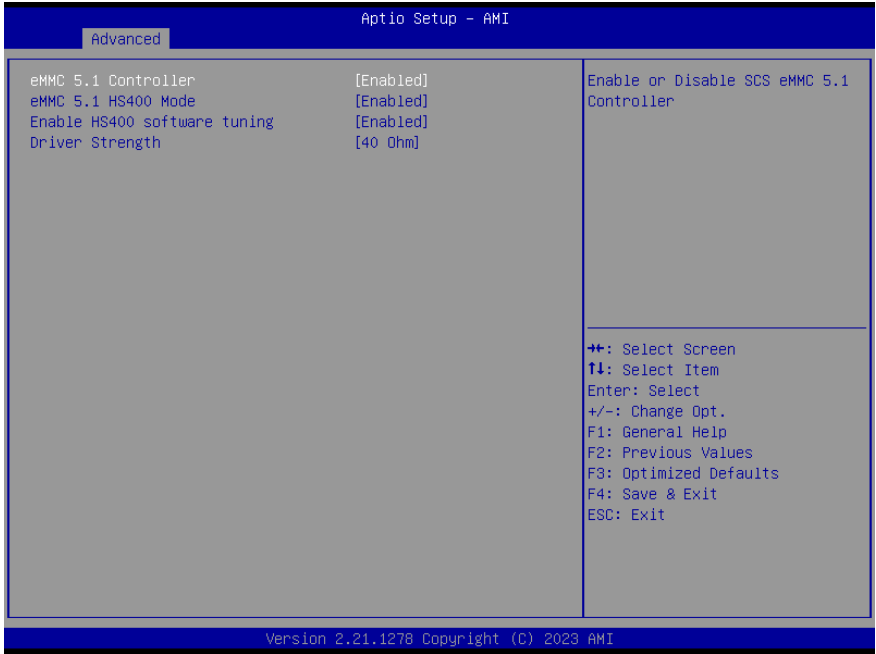 Aptio Setup – AMI
Advanced
eMMC 5.1 Controller [Enabled]
eMMC 5.1 HS400 Mode [Enabled]
Enable HS400 software tuning [Enabled]
Driver Strength [40 Ohm]
Enable or Disable SCS eMMC 5.1
Controller
→←: Select Screen
↑↓: Select Item
Enter: Select
+/-: Change Opt.
F1: General Help
F2: Previous Values
F3: Optimized Defaults
F4: Save & Exit
ESC: Exit
Version 2.21.1278 Copyright (C) 2023 AMI